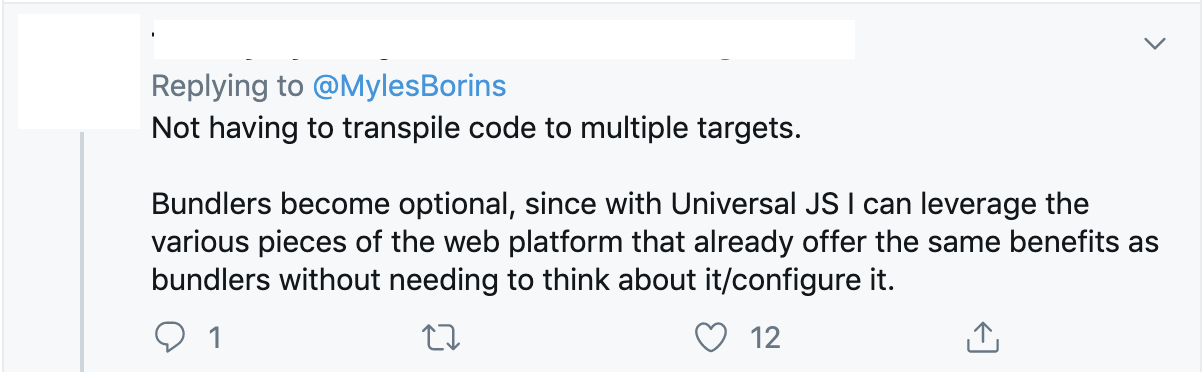 Replying to @MylesBorins
Not having to transpile code to multiple targets.
Bundlers become optional, since with Universal JS I can leverage the
various pieces of the web platform that already offer the same benefits as
bundlers without needing to think about it/configure it.
1
12